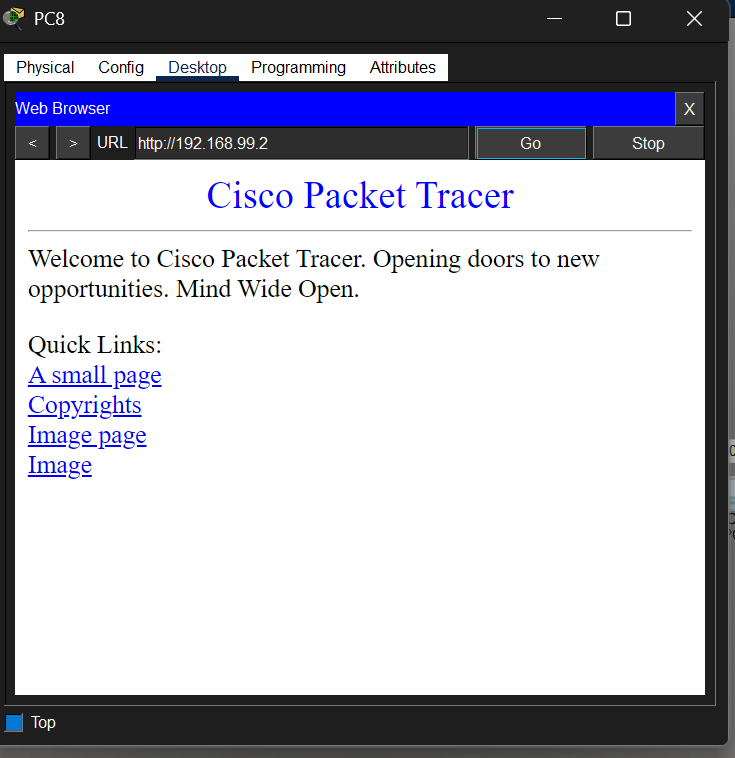 PC8
Physical Config Desktop Programming Attributes
Web Browser
X
< > URL http://192.168.99.2 Go Stop
Cisco Packet Tracer
Welcome to Cisco Packet Tracer. Opening doors to new
opportunities. Mind Wide Open.
Quick Links:
A small page
Copyrights
Image page
Image
Top